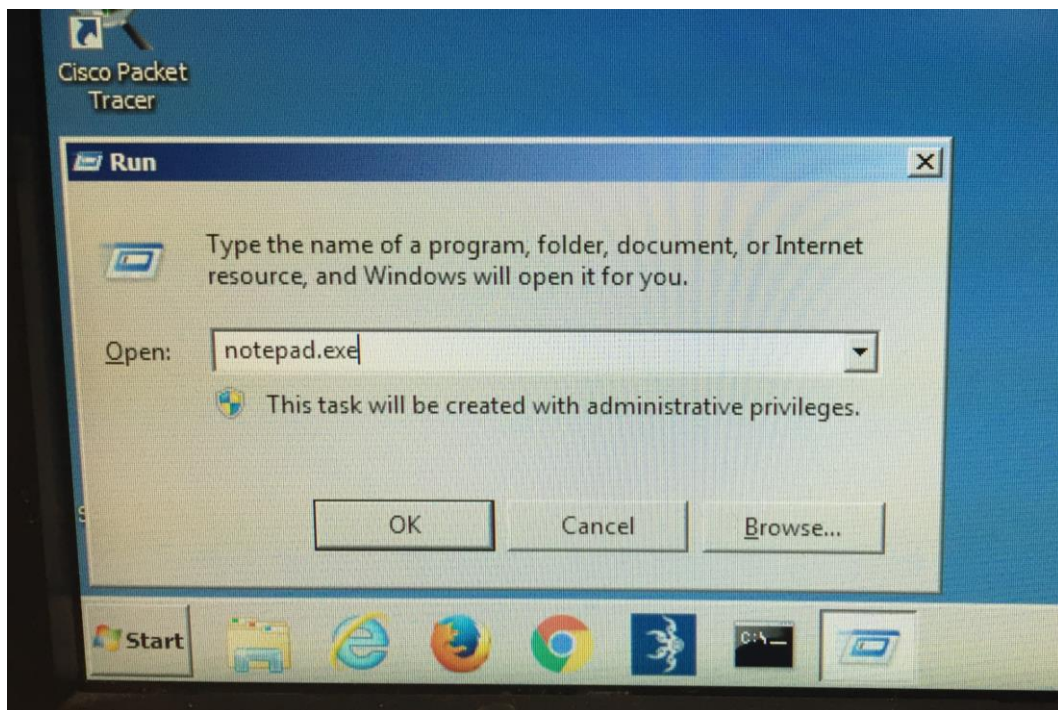 Cisco Packet
Tracer
Run
Type the name of a program, folder, document, or Internet
resource, and Windows will open it for you.
Open:
notepad.exe
This task will be created with administrative privileges.
OK
Cancel
Browse...
Start
C:\_